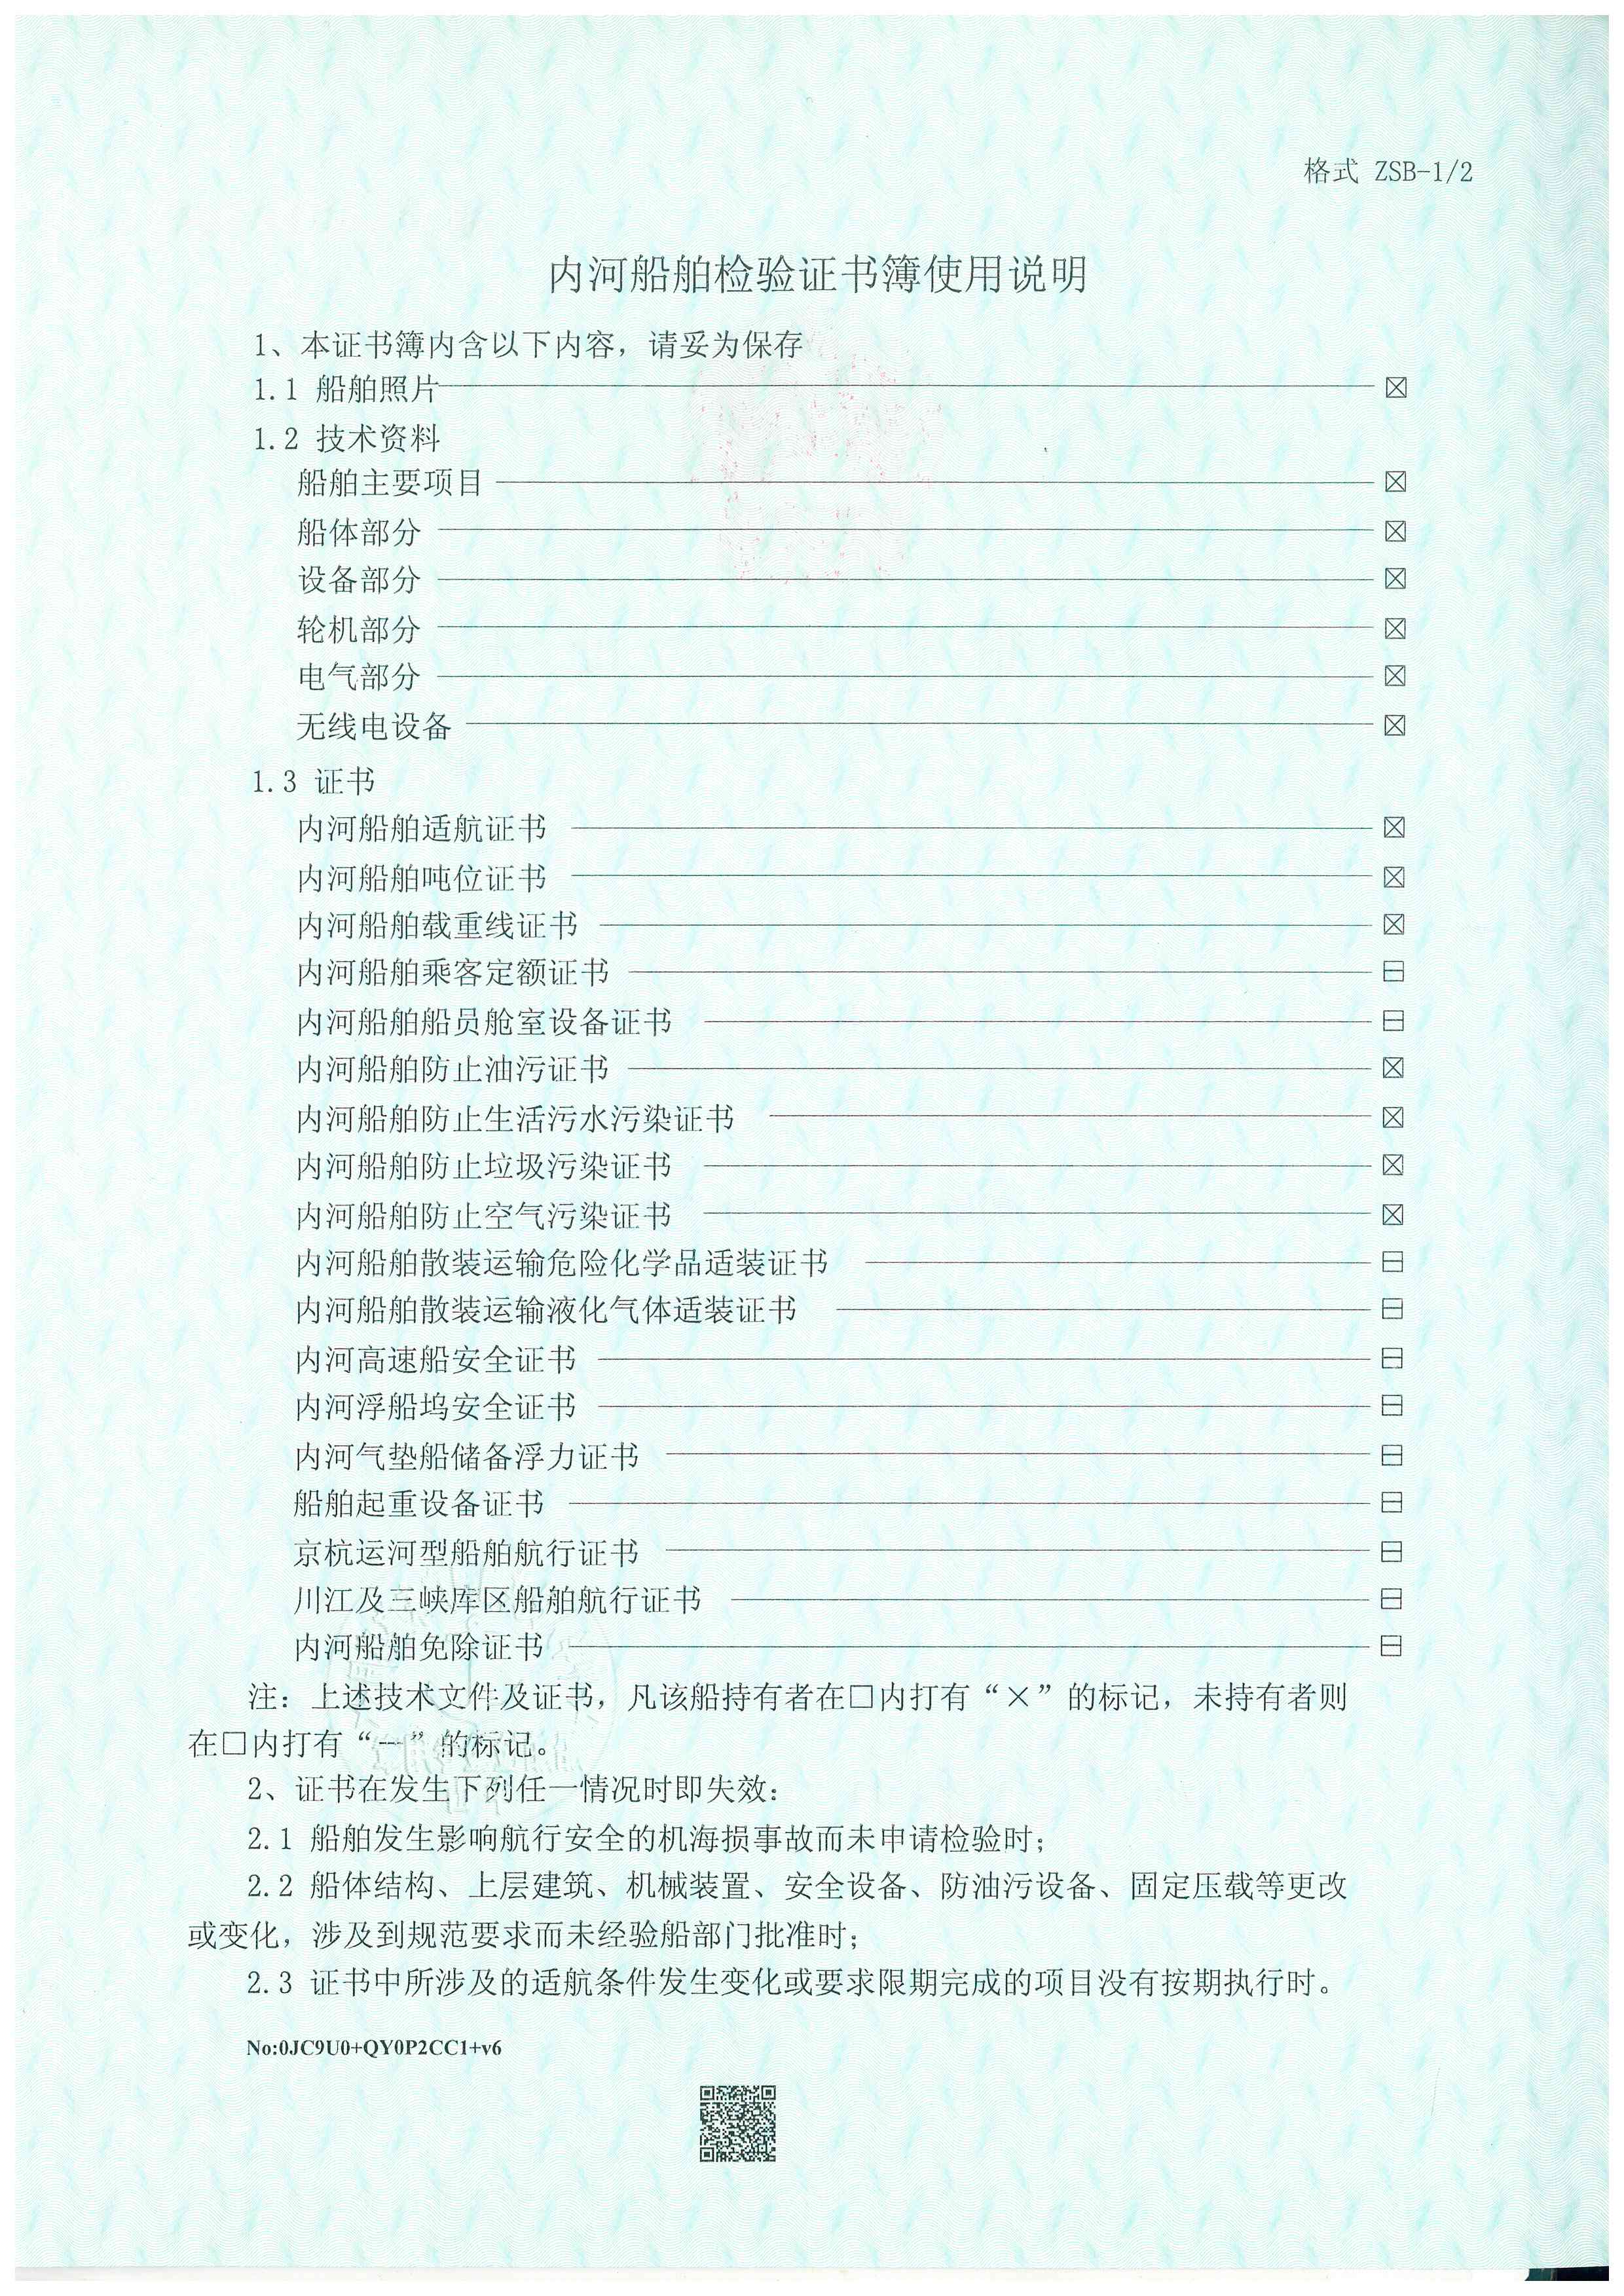 格式 ZSB-1/2
内河船舶检验证书簿使用说明
1、本证书簿内含以下内容，请妥为保存
1.1 船舶照片 ☒
1.2 技术资料
船舶主要项目 ☒
船体部分 ☒
设备部分 ☒
轮机部分 ☒
电气部分 ☒
无线电设备 ☒
1.3 证书
内河船舶适航证书 ☒
内河船舶吨位证书 ☒
内河船舶载重线证书 ☒
内河船舶乘客定额证书 ⊟
内河船舶船员舱室设备证书 ⊟
内河船舶防止油污证书 ☒
内河船舶防止生活污水污染证书 ☒
内河船舶防止垃圾污染证书 ☒
内河船舶防止空气污染证书 ☒
内河船舶散装运输危险化学品适装证书 ⊟
内河船舶散装运输液化气体适装证书 ⊟
内河高速船安全证书 ⊟
内河浮船坞安全证书 ⊟
内河气垫船储备浮力证书 ⊟
船舶起重设备证书 ⊟
京杭运河型船舶航行证书 ⊟
川江及三峡库区船舶航行证书 ⊟
内河船舶免除证书 ⊟
注：上述技术文件及证书，凡该船持有者在□内打有“×”的标记，未持有者则
在□内打有“一”的标记。
2、证书在发生下列任一情况时即失效：
2.1 船舶发生影响航行安全的机海损事故而未申请检验时；
2.2 船体结构、上层建筑、机械装置、安全设备、防油污设备、固定压载等更改
或变化，涉及到规范要求而未经验船部门批准时；
2.3 证书中所涉及的适航条件发生变化或要求限期完成的项目没有按期执行时。
No:0JC9U0+QY0P2CC1+v6